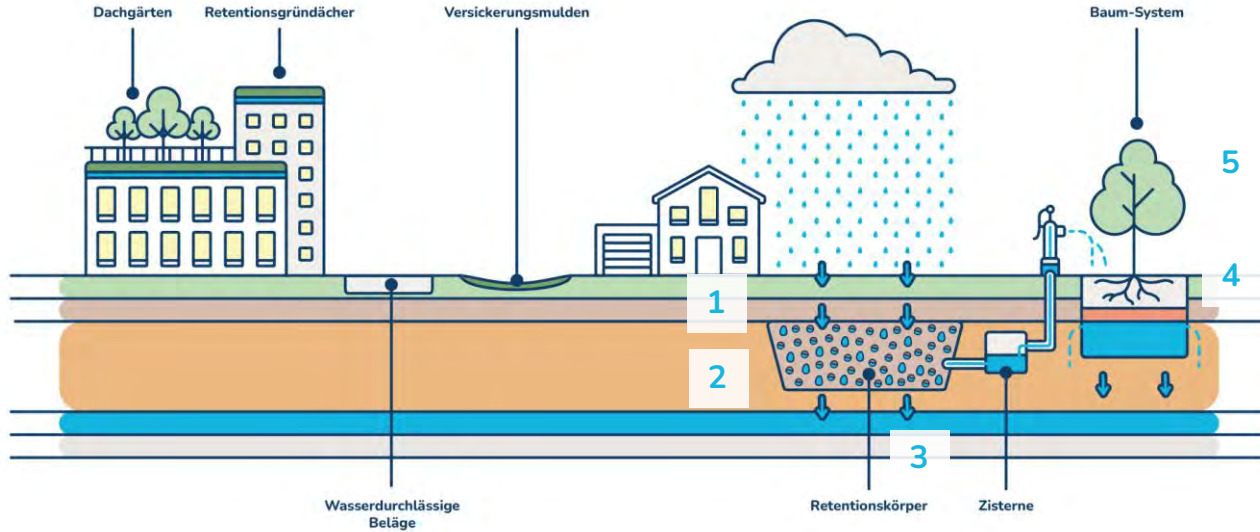 Dachgärten
Retentionsgründächer
Versickerungsmulden
Baum-System
5
4
1
2
3
Wasserdurchlässige
Beläge
Retentionskörper
Zisterne